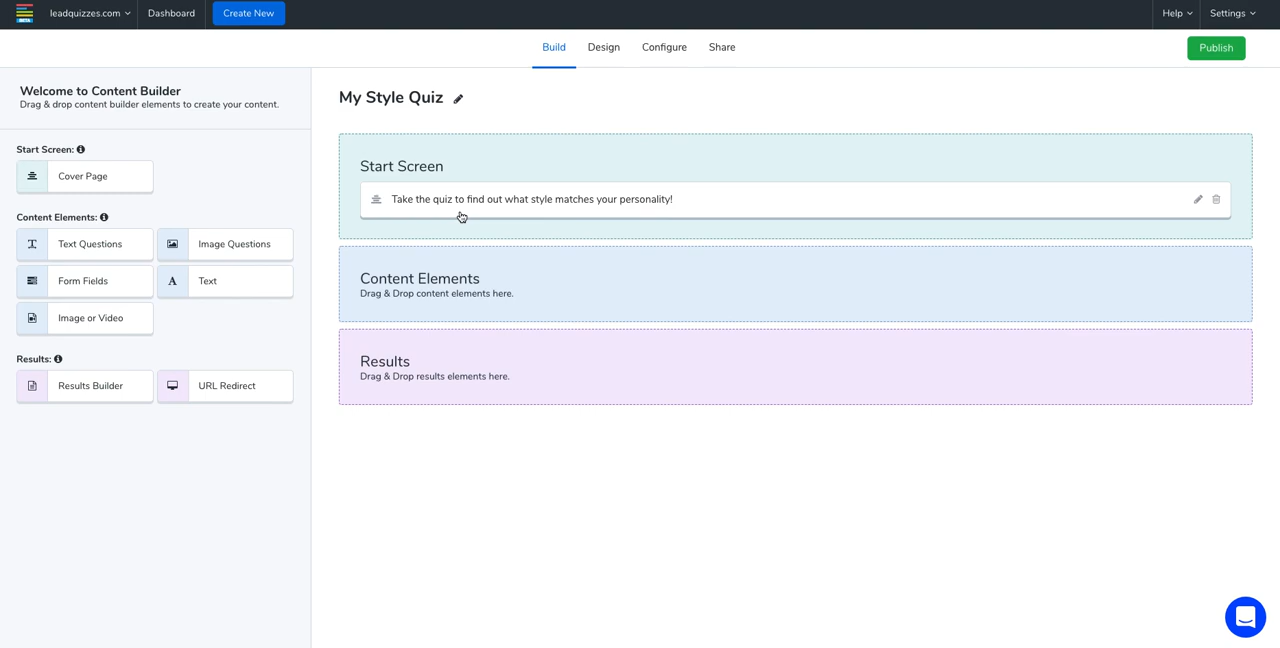 BETA
leadquizzes.com
Dashboard
Create New
Help
Settings
Build
Design
Configure
Share
Publish
Welcome to Content Builder
Drag & drop content builder elements to create your content.
Start Screen:
Cover Page
Content Elements:
Text Questions
Image Questions
Form Fields
A
Text
Image or Video
Results:
Results Builder
URL Redirect
My Style Quiz
Start Screen
Take the quiz to find out what style matches your personality!
Content Elements
Drag & Drop content elements here.
Results
Drag & Drop results elements here.